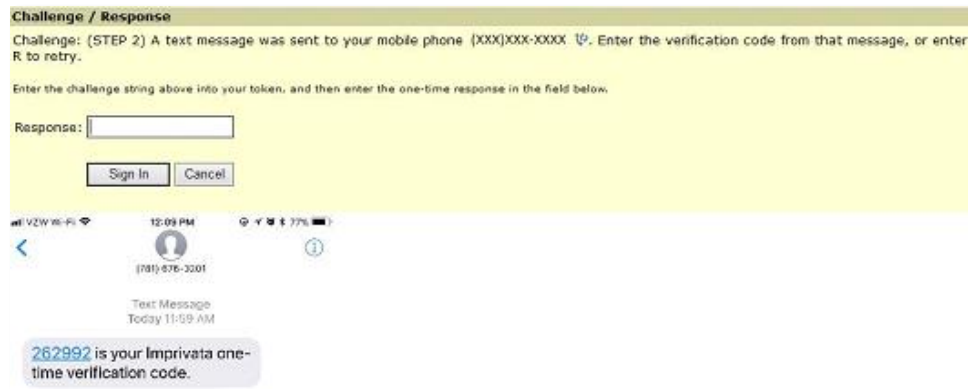 Challenge / Response
Challenge: (STEP 2) A text message was sent to your mobile phone (XXX)XXX-XXXX. Enter the verification code from that message, or enter
R to retry.
Enter the challenge string above into your token, and then enter the one-time response in the field below.
Response:
Sign In Cancel
VZW Wi-Fi 12:09 PM 77%
(781) 676-3201
Text Message
Today 11:59 AM
262992 is your Imprivata one-
time verification code.